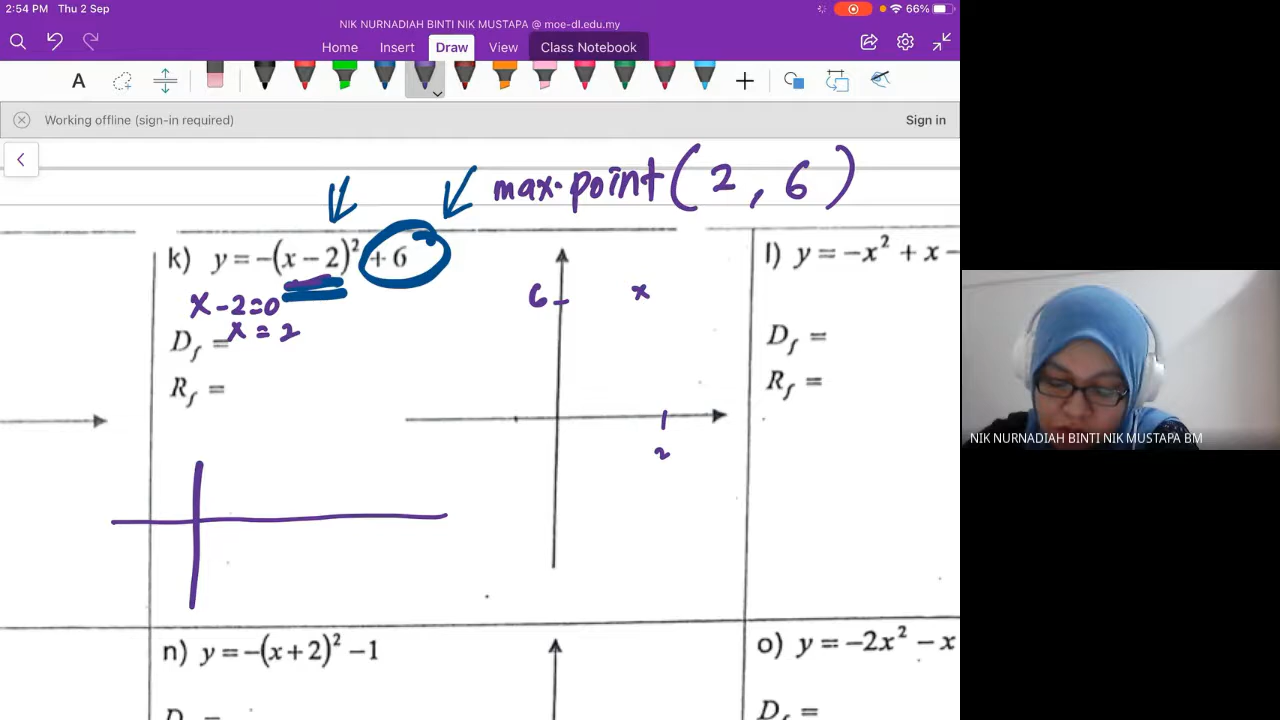 2:54 PM Thu 2 Sep
66%
NIK NURNADIAH BINTI NIK MUSTAPA @ moe-dl.edu.my
Home Insert Draw View Class Notebook
A
Working offline (sign-in required) Sign in
max.point (2, 6)
k) y = -(x - 2)² + 6
x - 2 = 0
x = 2
D_f =
R_f =
6
x
2
l) y = -x² + x -
D_f =
R_f =
n) y = -(x+2)² - 1
o) y = -2x² - x
D_f =
NIK NURNADIAH BINTI NIK MUSTAPA BM